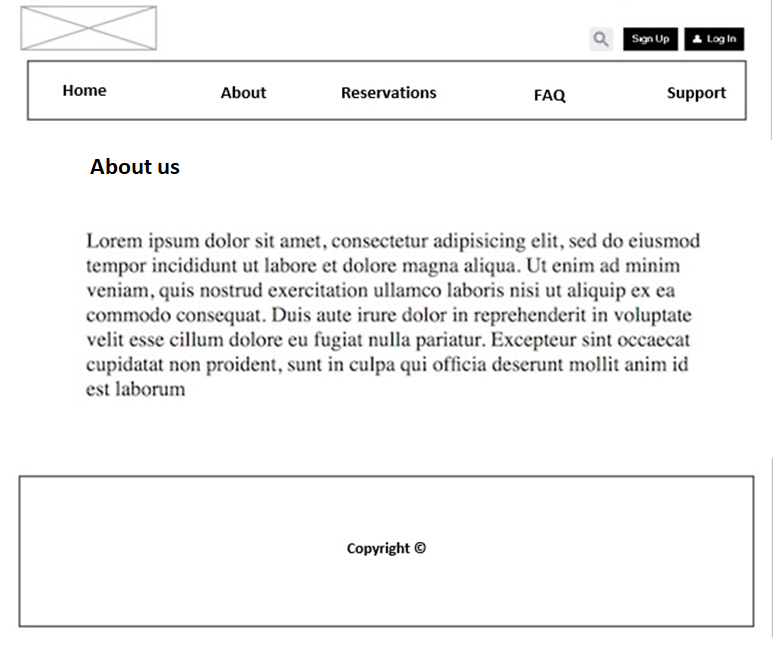 Sign Up Log In
Home About Reservations FAQ Support
About us
Lorem ipsum dolor sit amet, consectetur adipisicing elit, sed do eiusmod
tempor incididunt ut labore et dolore magna aliqua. Ut enim ad minim
veniam, quis nostrud exercitation ullamco laboris nisi ut aliquip ex ea
commodo consequat. Duis aute irure dolor in reprehenderit in voluptate
velit esse cillum dolore eu fugiat nulla pariatur. Excepteur sint occaecat
cupidatat non proident, sunt in culpa qui officia deserunt mollit anim id
est laborum
Copyright ©